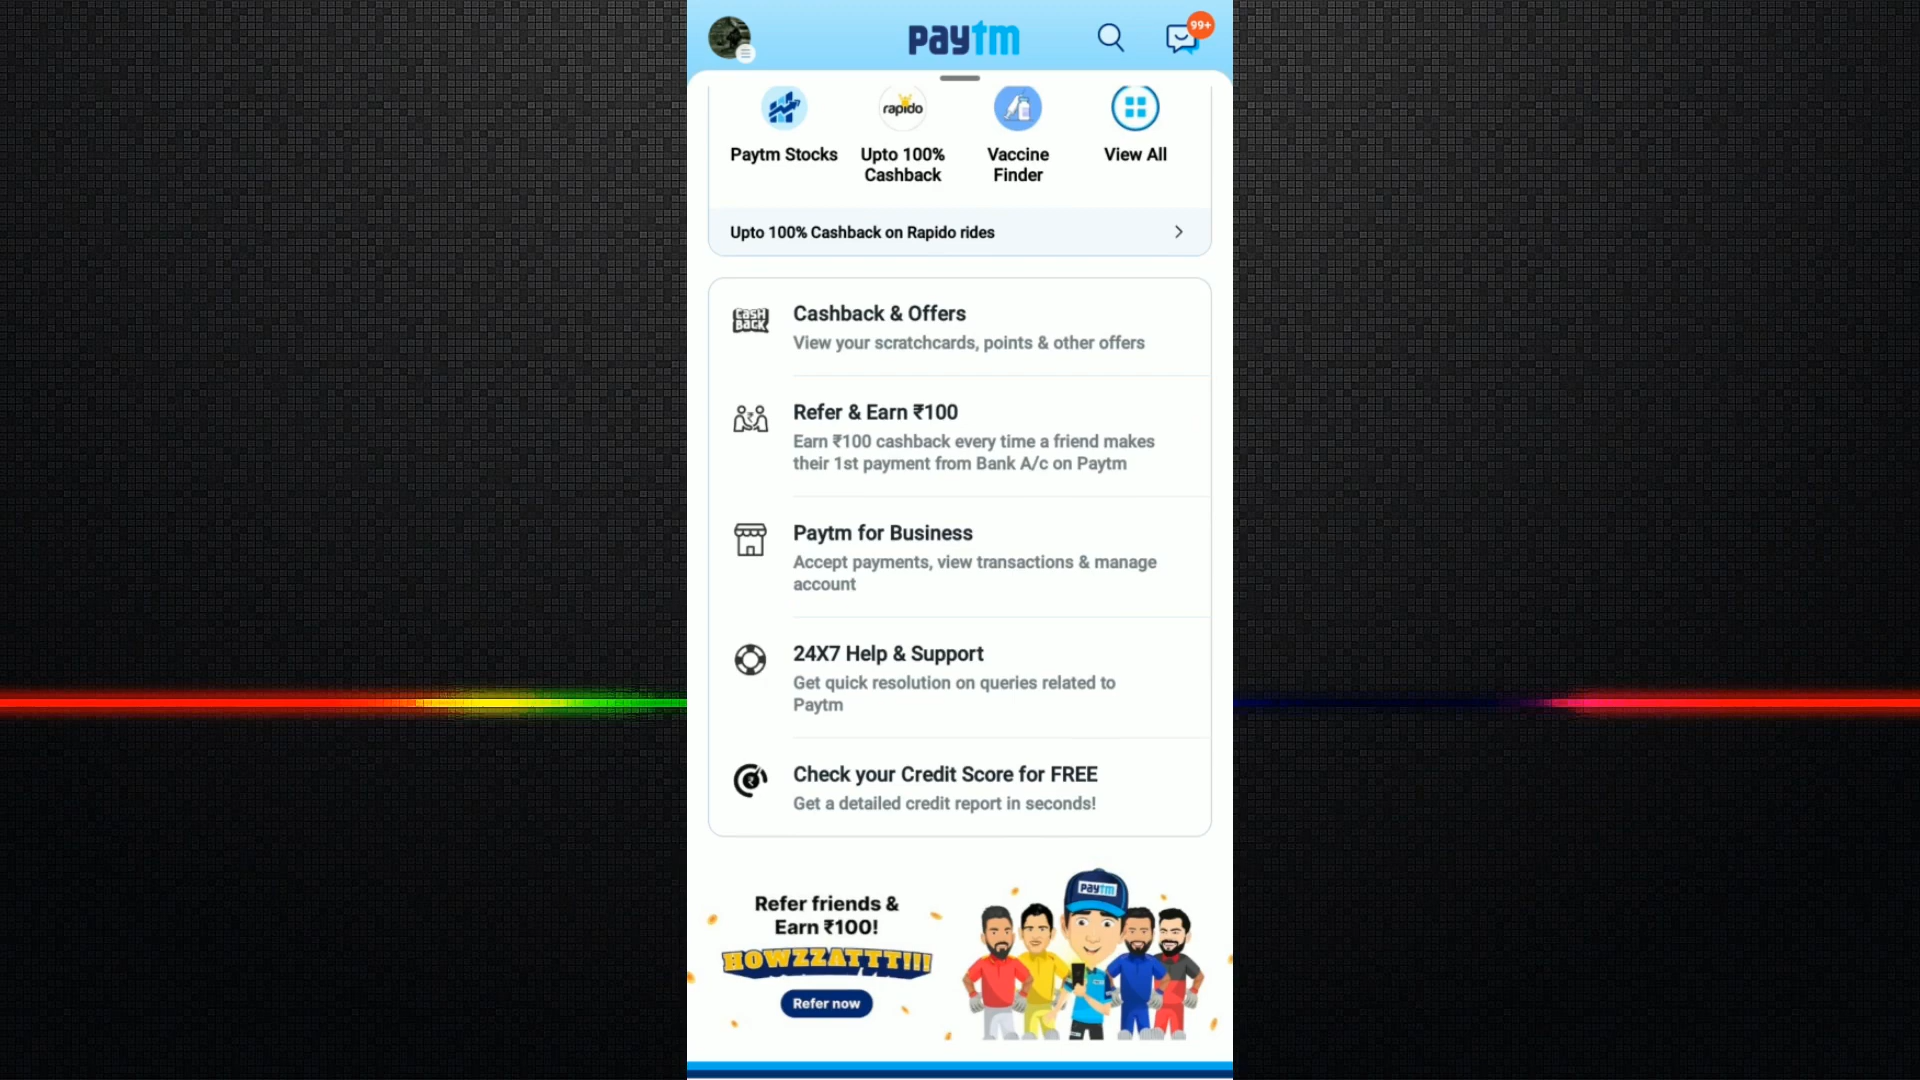 paytm
99+
Paytm Stocks
rapido
Upto 100%
Cashback
Vaccine
Finder
View All
Upto 100% Cashback on Rapido rides
CASH
BACK
Cashback & Offers
View your scratchcards, points & other offers
Refer & Earn ₹100
Earn ₹100 cashback every time a friend makes
their 1st payment from Bank A/c on Paytm
Paytm for Business
Accept payments, view transactions & manage
account
24X7 Help & Support
Get quick resolution on queries related to
Paytm
Check your Credit Score for FREE
Get a detailed credit report in seconds!
Refer friends &
Earn ₹100!
HOWZZATTT!!!
Refer now
paytm